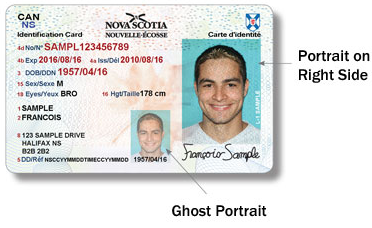 CAN
NS
NOVA SCOTIA
NOUVELLE-ÉCOSSE
Identification Card
Carte d'identité
4d No/N° SAMPL123456789
4b Exp 2016/08/16 4a Iss/Dél 2010/08/16
3 DOB/DDN 1957/04/16
15 Sex/Sexe M
18 Eyes/Yeux BRO 16 Hgt/Taille 178 cm
1 SAMPLE
2 FRANCOIS
8 123 SAMPLE DRIVE
HALIFAX NS
B2B 2B2
5 DD/Réf NSCCYYMMDDTIMECCYYMMDD 1957/04/16
François Sample
L-1 SAMPLE
Portrait on
Right Side
Ghost Portrait